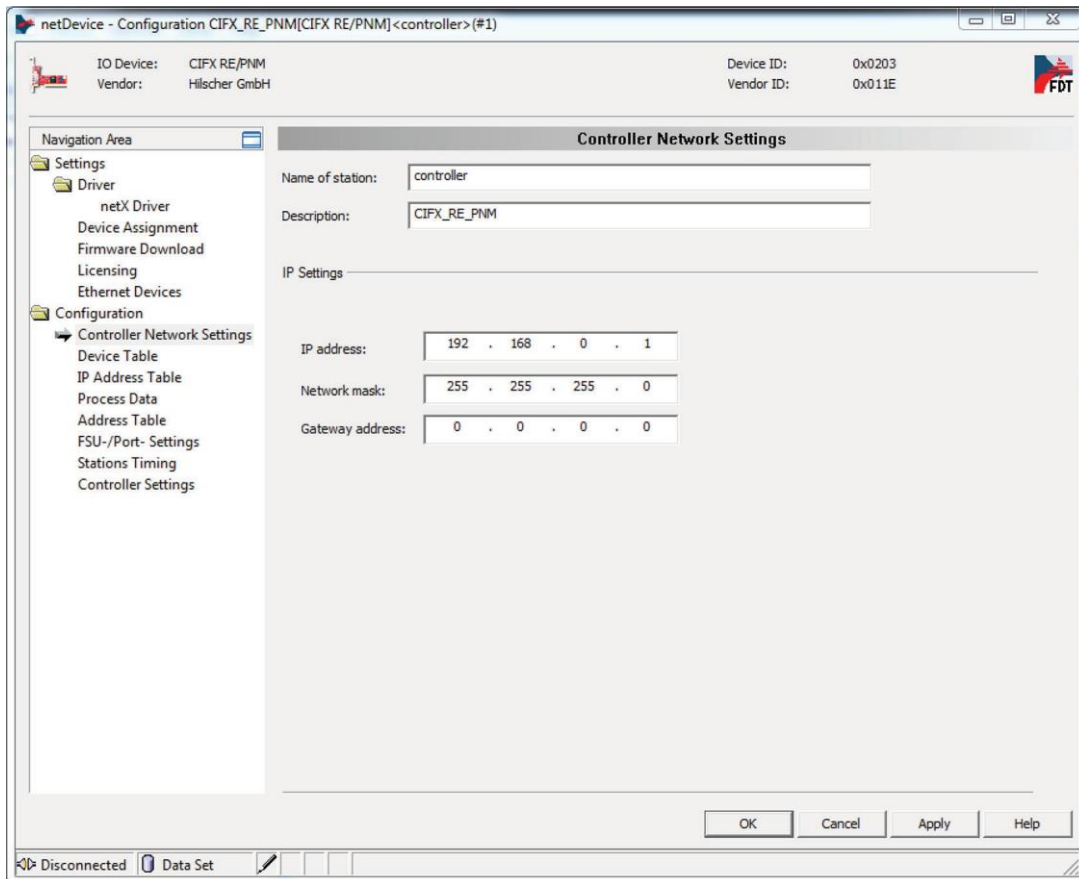 netDevice - Configuration CIFX_RE_PNM[CIFX RE/PNM]<controller>(#1)
IO Device: CIFX RE/PNM Device ID: 0x0203
Vendor: Hilscher GmbH Vendor ID: 0x011E
FDT
Navigation Area
Settings
Driver
netX Driver
Device Assignment
Firmware Download
Licensing
Ethernet Devices
Configuration
Controller Network Settings
Device Table
IP Address Table
Process Data
Address Table
FSU-/Port- Settings
Stations Timing
Controller Settings
Controller Network Settings
Name of station: controller
Description: CIFX_RE_PNM
IP Settings
IP address: 192 . 168 . 0 . 1
Network mask: 255 . 255 . 255 . 0
Gateway address: 0 . 0 . 0 . 0
OK Cancel Apply Help
Disconnected Data Set